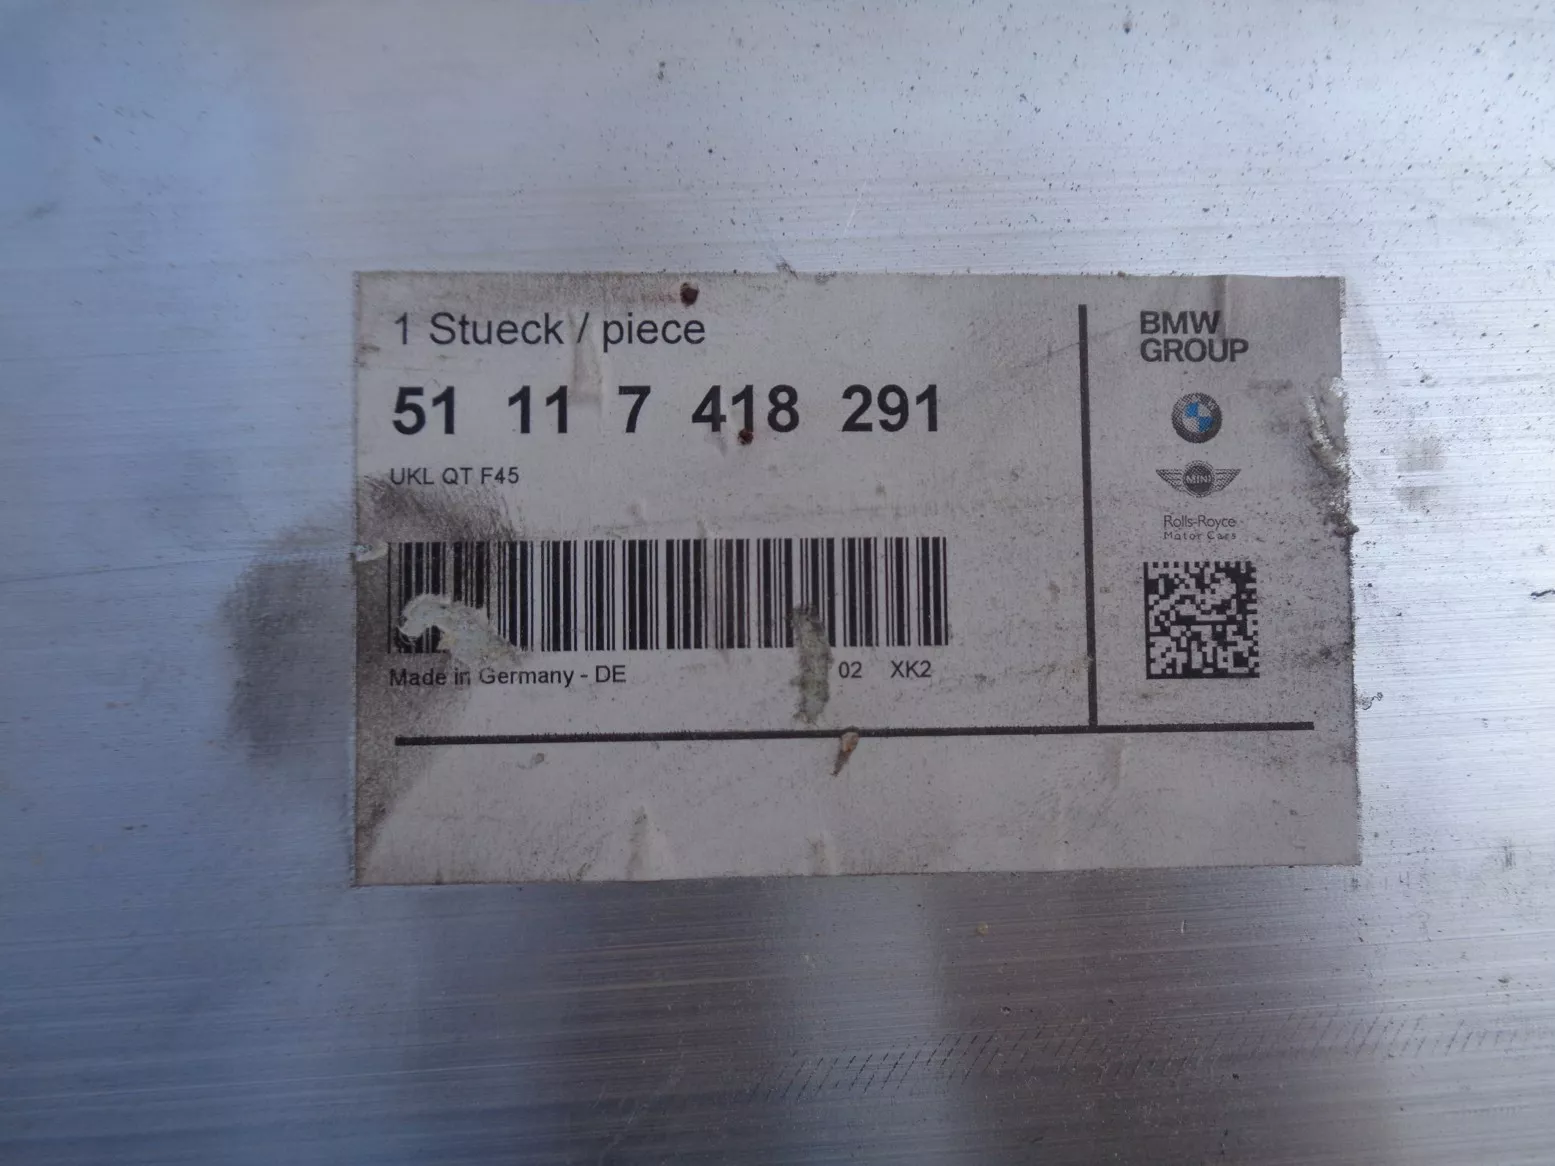 1 Stueck / piece
51 11 7 418 291
UKL QT F45
Made in Germany - DE 02 XK2
BMW
GROUP
MINI
Rolls-Royce
Motor Cars